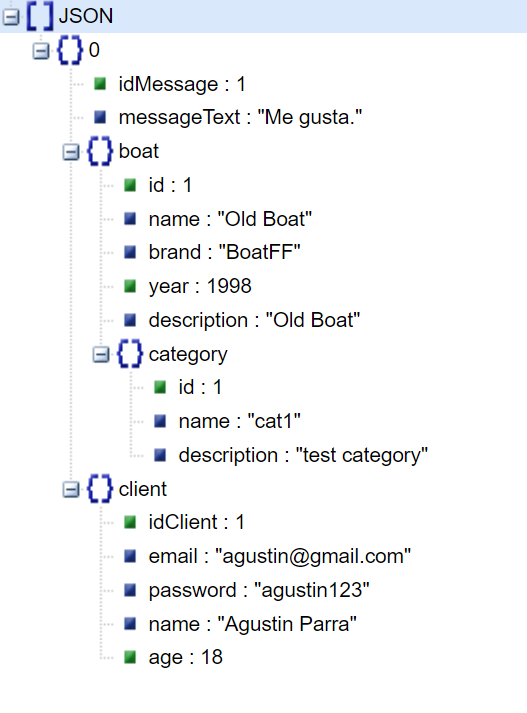 JSON
0
idMessage : 1
messageText : "Me gusta."
boat
id : 1
name : "Old Boat"
brand : "BoatFF"
year : 1998
description : "Old Boat"
category
id : 1
name : "cat1"
description : "test category"
client
idClient : 1
email : "agustin@gmail.com"
password : "agustin123"
name : "Agustin Parra"
age : 18